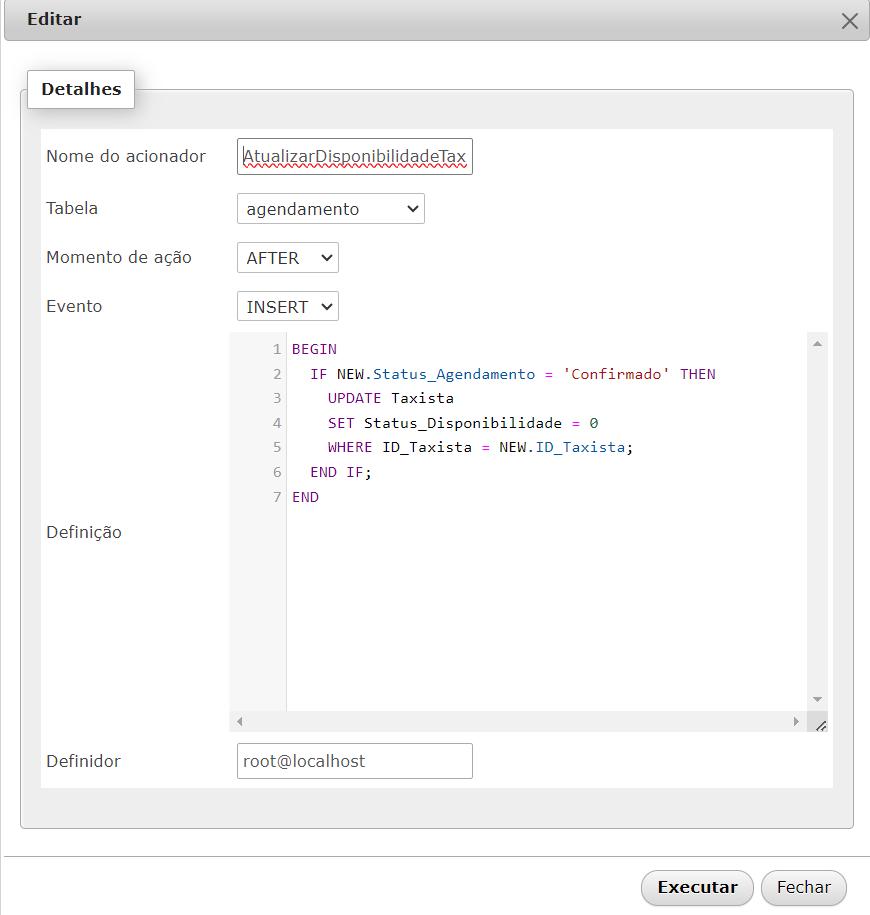 Editar
Detalhes
Nome do acionador AtualizarDisponibilidadeTax
Tabela agendamento
Momento de ação AFTER
Evento INSERT
Definição
1 BEGIN
2 IF NEW.Status_Agendamento = 'Confirmado' THEN
3 UPDATE Taxista
4 SET Status_Disponibilidade = 0
5 WHERE ID_Taxista = NEW.ID_Taxista;
6 END IF;
7 END
Definidor root@localhost
Executar Fechar